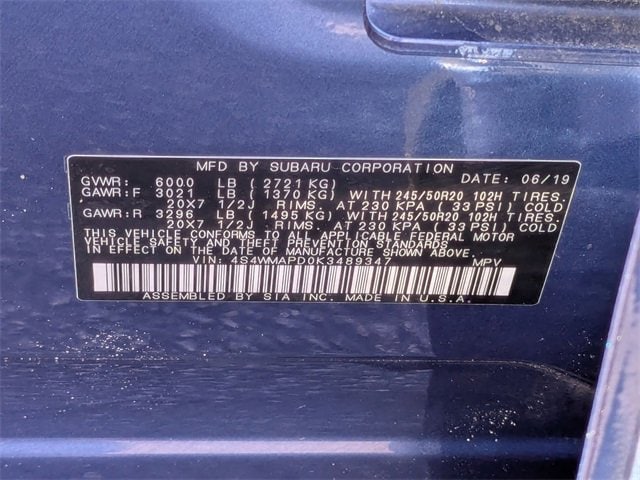 MFD BY SUBARU CORPORATION DATE: 06/19
GVWR: 6000 LB (2721 KG)
GAWR:F 3021 LB (1370 KG) WITH 245/50R20 102H TIRES.
20X7 1/2J RIMS. AT 230 KPA (33 PSI) COLD
GAWR:R 3296 LB (1495 KG) WITH 245/50R20 102H TIRES.
20X7 1/2J RIMS. AT 230 KPA (33 PSI) COLD
THIS VEHICLE CONFORMS TO ALL APPLICABLE FEDERAL MOTOR
VEHICLE SAFETY AND THEFT PREVENTION STANDARDS
IN EFFECT ON THE DATE OF MANUFACTURE SHOWN ABOVE.
VIN: 4S4WMAPD0K3489347 MPV
ASSEMBLED BY SIA INC. MADE IN U.S.A.